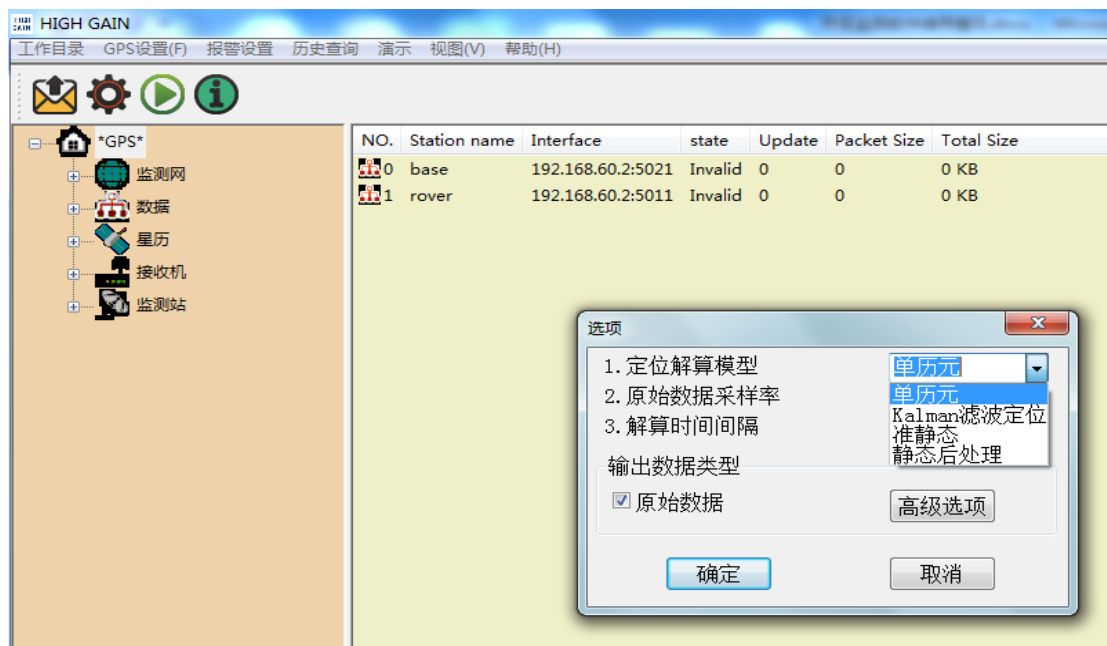 HIGH GAIN
工作目录 GPS设置(F) 报警设置 历史查询 演示 视图(V) 帮助(H)
*GPS*
监测网
数据
星历
接收机
监测站
NO. Station name Interface state Update Packet Size Total Size
0 base 192.168.60.2:5021 Invalid 0 0 0 KB
1 rover 192.168.60.2:5011 Invalid 0 0 0 KB
选项
1.定位解算模型 单历元
2.原始数据采样率
3.解算时间间隔
单历元
Kalman滤波定位
准静态
静态后处理
输出数据类型
原始数据
高级选项
确定 取消